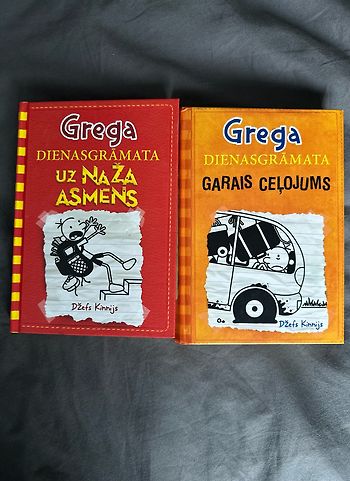 Grega
DIENASGRĀMATA
UZ NAŽA
ASMENS
Džefs Kinnijs
Grega
DIENASGRĀMATA
GARAIS CEĻOJUMS
Džefs Kinnijs